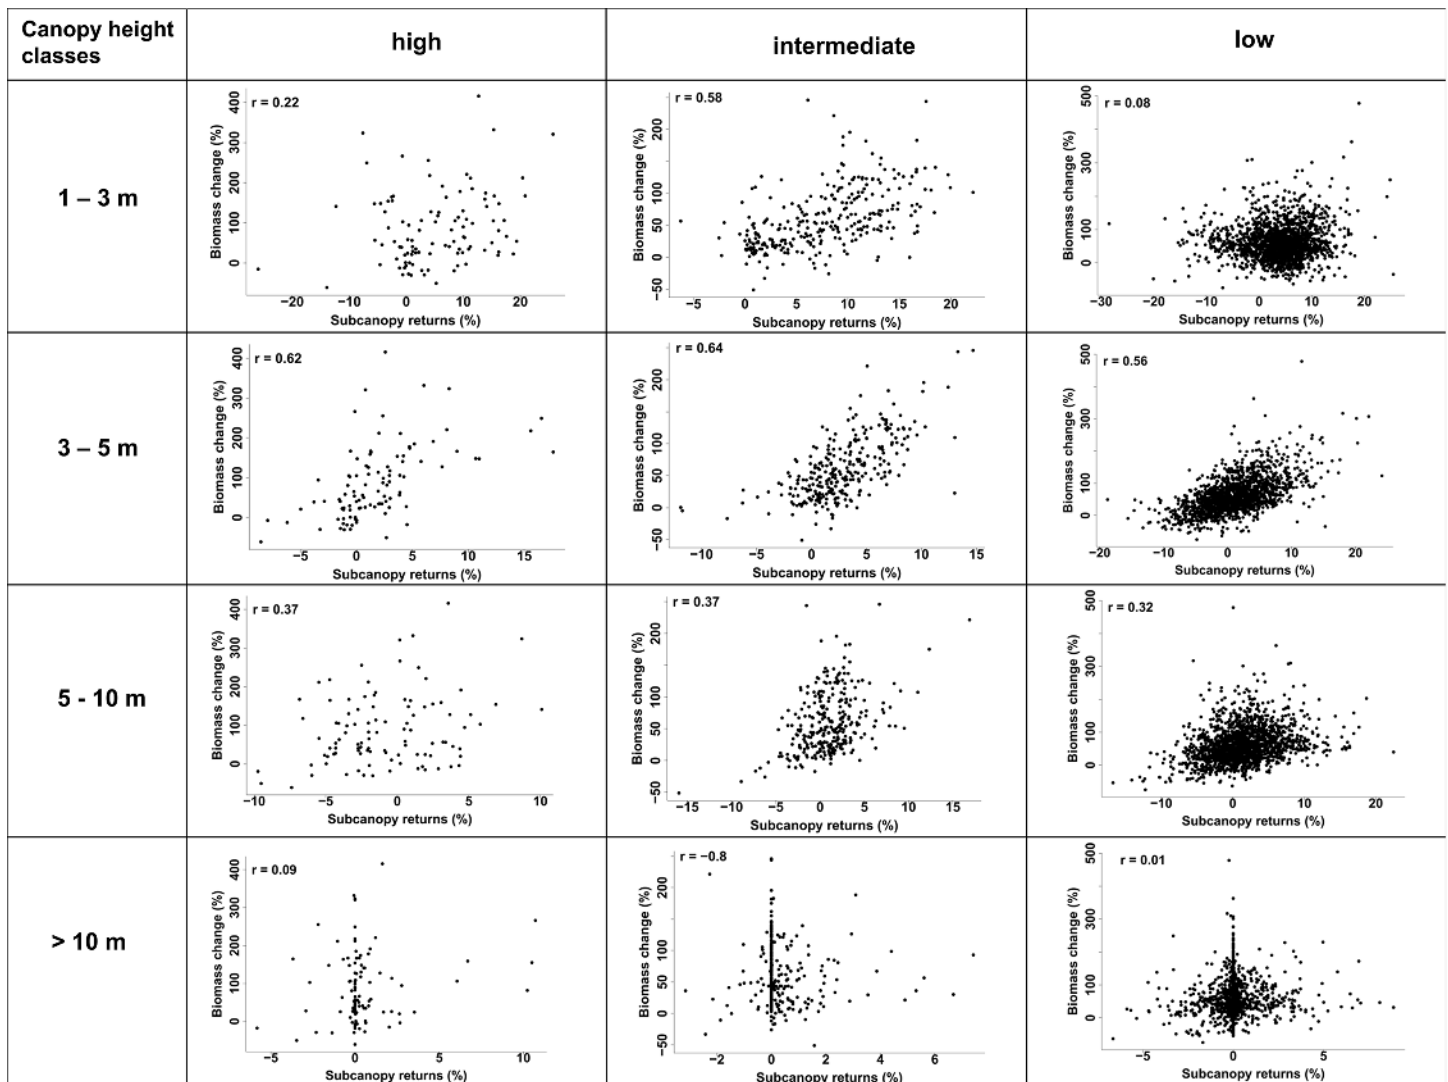 Canopy height
classes
high
intermediate
low
1 – 3 m
r = 0.22
Biomass change (%)
400
300
200
100
0
−20
−10
0
10
20
Subcanopy returns (%)
r = 0.58
Biomass change (%)
200
100
50
0
−50
−5
0
5
10
15
20
Subcanopy returns (%)
r = 0.08
Biomass change (%)
500
300
100
0
−30
−20
−10
0
10
20
Subcanopy returns (%)
3 – 5 m
r = 0.62
Biomass change (%)
400
300
200
100
0
−5
0
5
10
15
Subcanopy returns (%)
r = 0.64
Biomass change (%)
200
100
50
0
−50
−10
−5
0
5
10
15
Subcanopy returns (%)
r = 0.56
Biomass change (%)
500
300
100
0
−20
−10
0
10
20
Subcanopy returns (%)
5 - 10 m
r = 0.37
Biomass change (%)
400
300
200
100
0
−10
−5
0
5
10
Subcanopy returns (%)
r = 0.37
Biomass change (%)
200
100
50
0
−50
−15
−10
−5
0
5
10
15
Subcanopy returns (%)
r = 0.32
Biomass change (%)
500
300
100
0
−10
0
10
20
Subcanopy returns (%)
> 10 m
r = 0.09
Biomass change (%)
400
300
200
100
0
−5
0
5
10
Subcanopy returns (%)
r = −0.8
Biomass change (%)
200
100
50
0
−50
−2
0
2
4
6
Subcanopy returns (%)
r = 0.01
Biomass change (%)
500
300
100
0
−5
0
5
Subcanopy returns (%)